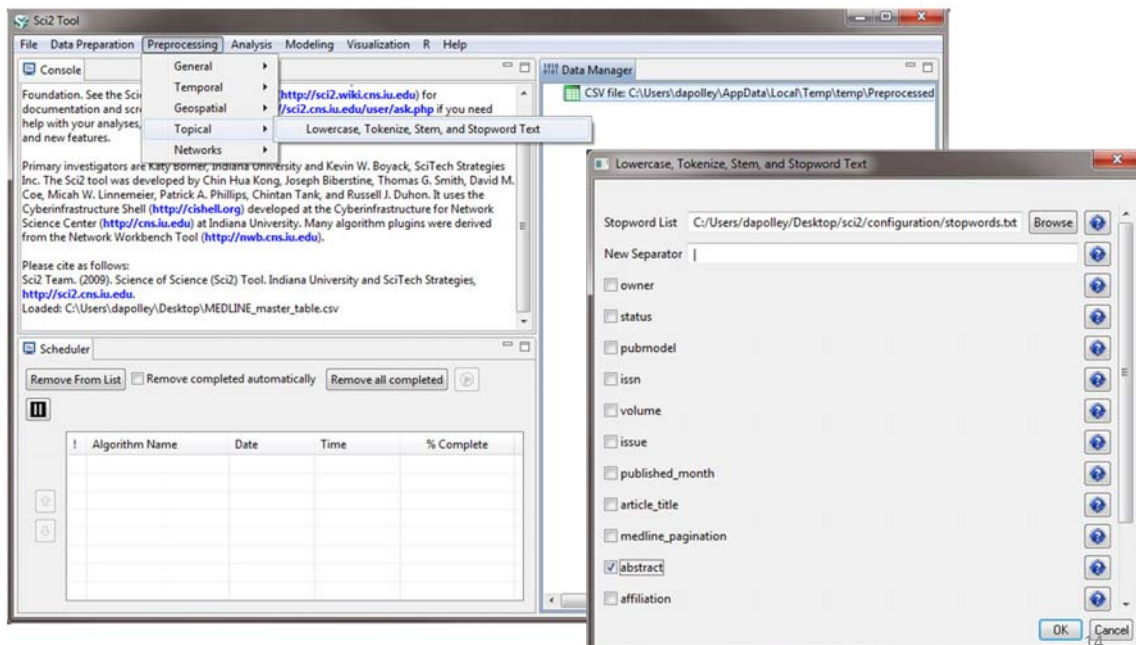 Sci2 Tool
File Data Preparation Preprocessing Analysis Modeling Visualization R Help
Console
General
Temporal
Geospatial
Topical
Networks
Lowercase, Tokenize, Stem, and Stopword Text
Foundation. See the Sci (http://sci2.wiki.cns.iu.edu) for
documentation and scr //sci2.cns.iu.edu/user/ask.php if you need
help with your analyses,
and new features.
Primary investigators are Katy Borner, Indiana University and Kevin W. Boyack, SciTech Strategies
Inc. The Sci2 tool was developed by Chin Hua Kong, Joseph Biberstine, Thomas G. Smith, David M.
Coe, Micah W. Linnemeier, Patrick A. Phillips, Chintan Tank, and Russell J. Duhon. It uses the
Cyberinfrastructure Shell (http://cishell.org) developed at the Cyberinfrastructure for Network
Science Center (http://cns.iu.edu) at Indiana University. Many algorithm plugins were derived
from the Network Workbench Tool (http://nwb.cns.iu.edu).
Please cite as follows:
Sci2 Team. (2009). Science of Science (Sci2) Tool. Indiana University and SciTech Strategies,
http://sci2.cns.iu.edu.
Loaded: C:\Users\dapolley\Desktop\MEDLINE_master_table.csv
Scheduler
Remove From List Remove completed automatically Remove all completed
! Algorithm Name Date Time % Complete
Data Manager
CSV file: C:\Users\dapolley\AppData\Local\Temp\temp\Preprocessed
Lowercase, Tokenize, Stem, and Stopword Text
Stopword List C:/Users/dapolley/Desktop/sci2/configuration/stopwords.txt Browse
New Separator |
owner
status
pubmodel
issn
volume
issue
published_month
article_title
medline_pagination
abstract
affiliation
OK Cancel
14